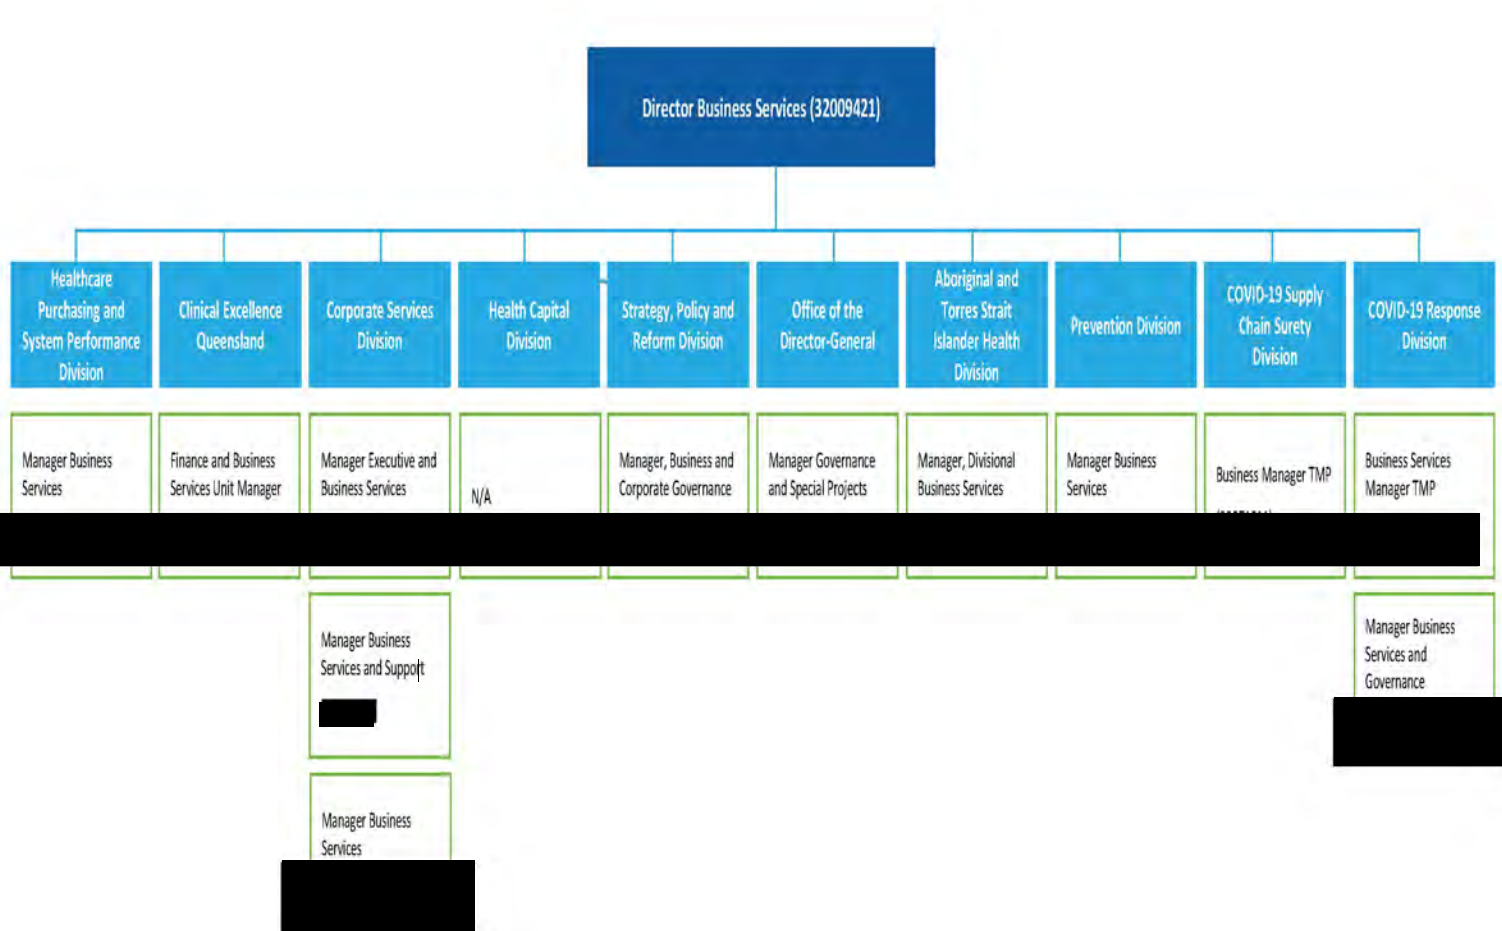 Director Business Services (32009421)
Healthcare
Purchasing and
System Performance
Division
Clinical Excellence
Queensland
Corporate Services
Division
Health Capital
Division
Strategy, Policy and
Reform Division
Office of the
Director-General
Aboriginal and
Torres Strait
Islander Health
Division
Prevention Division
COVID-19 Supply
Chain Surety
Division
COVID-19 Response
Division
Manager Business
Services
Finance and Business
Services Unit Manager
Manager Executive and
Business Services
N/A
Manager, Business and
Corporate Governance
Manager Governance
and Special Projects
Manager, Divisional
Business Services
Manager Business
Services
Business Manager TMP
Business Services
Manager TMP
Manager Business
Services and Support
Manager Business
Services and
Governance
Manager Business
Services